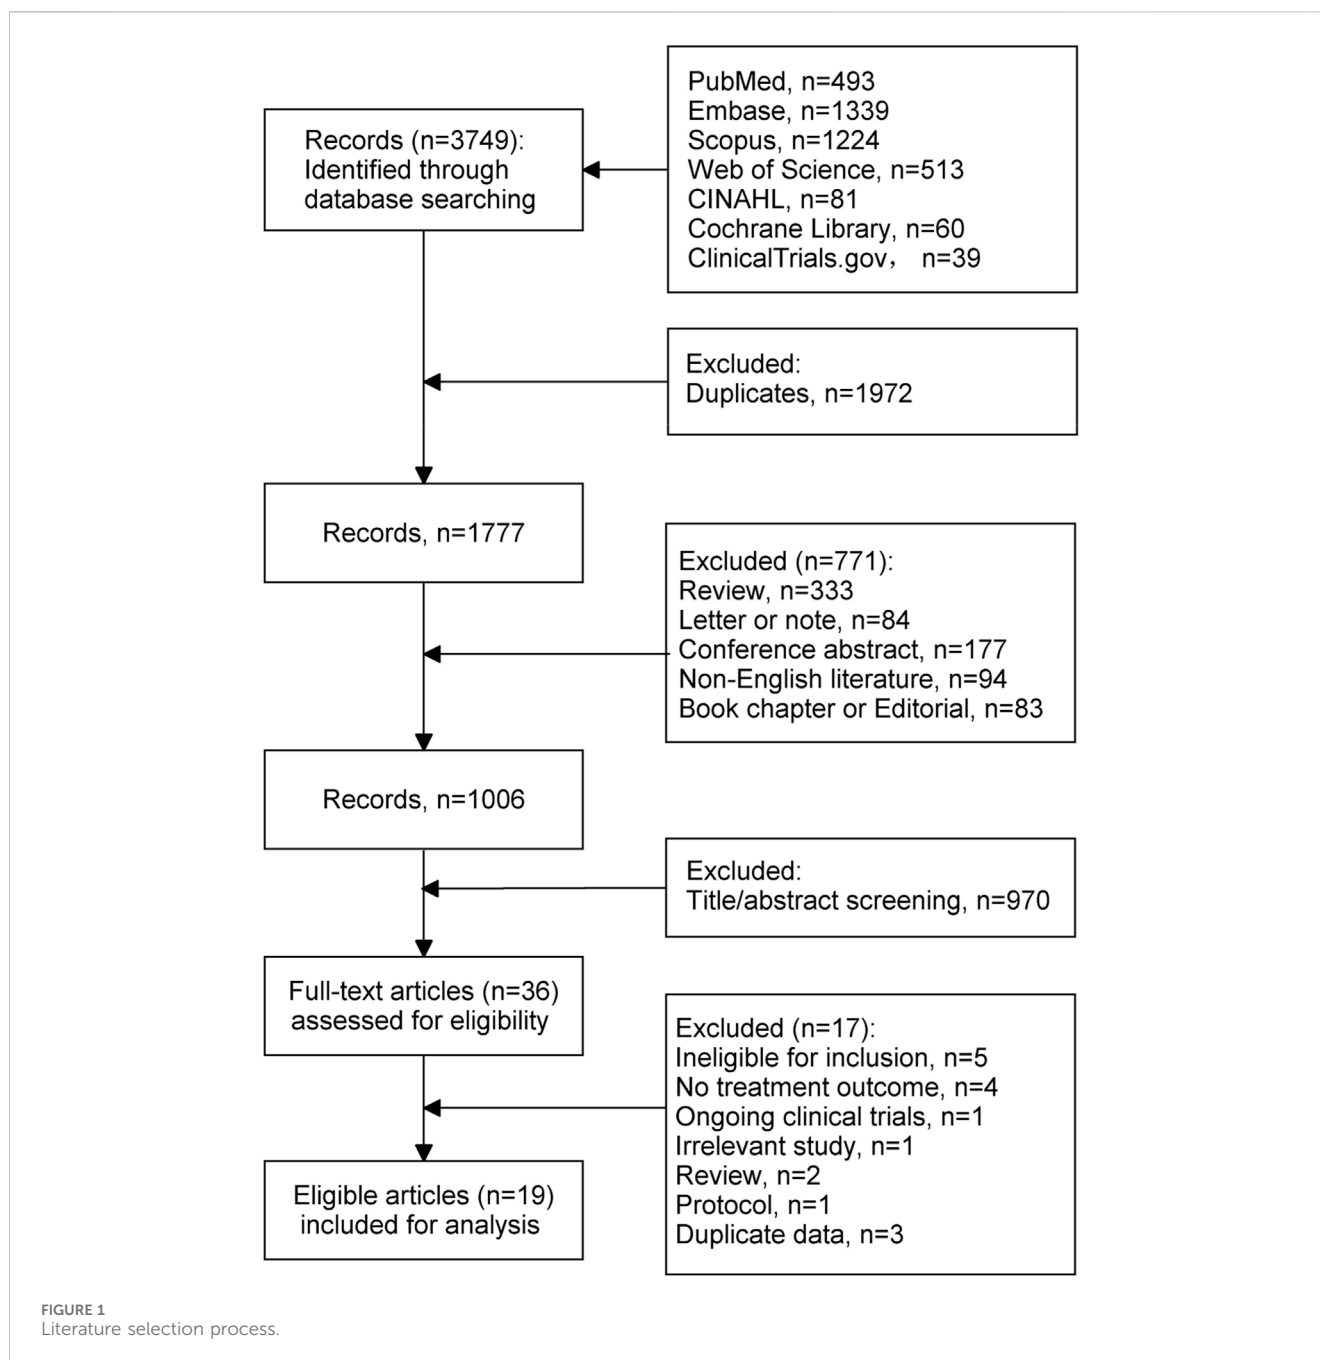 Records (n=3749):
Identified through
database searching
PubMed, n=493
Embase, n=1339
Scopus, n=1224
Web of Science, n=513
CINAHL, n=81
Cochrane Library, n=60
ClinicalTrials.gov， n=39
Excluded:
Duplicates, n=1972
Records, n=1777
Excluded (n=771):
Review, n=333
Letter or note, n=84
Conference abstract, n=177
Non-English literature, n=94
Book chapter or Editorial, n=83
Records, n=1006
Excluded:
Title/abstract screening, n=970
Full-text articles (n=36)
assessed for eligibility
Excluded (n=17):
Ineligible for inclusion, n=5
No treatment outcome, n=4
Ongoing clinical trials, n=1
Irrelevant study, n=1
Review, n=2
Protocol, n=1
Duplicate data, n=3
Eligible articles (n=19)
included for analysis
FIGURE 1
Literature selection process.